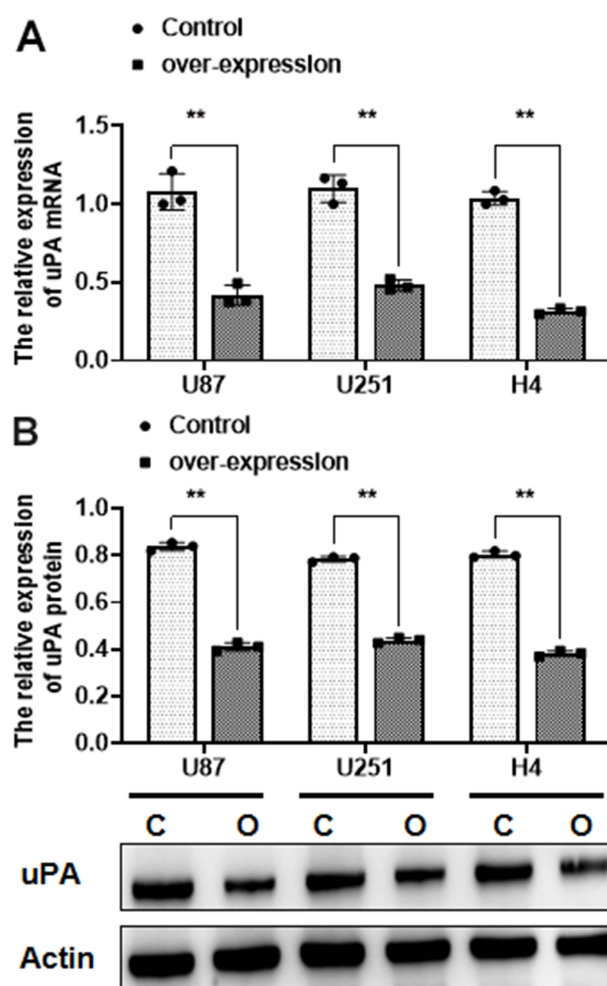 A
Control
over-expression
The relative expression
of uPA mRNA
1.5
1.0
0.5
0.0
** ** **
U87 U251 H4
B
Control
over-expression
The relative expression
of uPA protein
1.0
0.8
0.6
0.4
0.2
0.0
** ** **
U87 U251 H4
C O C O C O
uPA
Actin